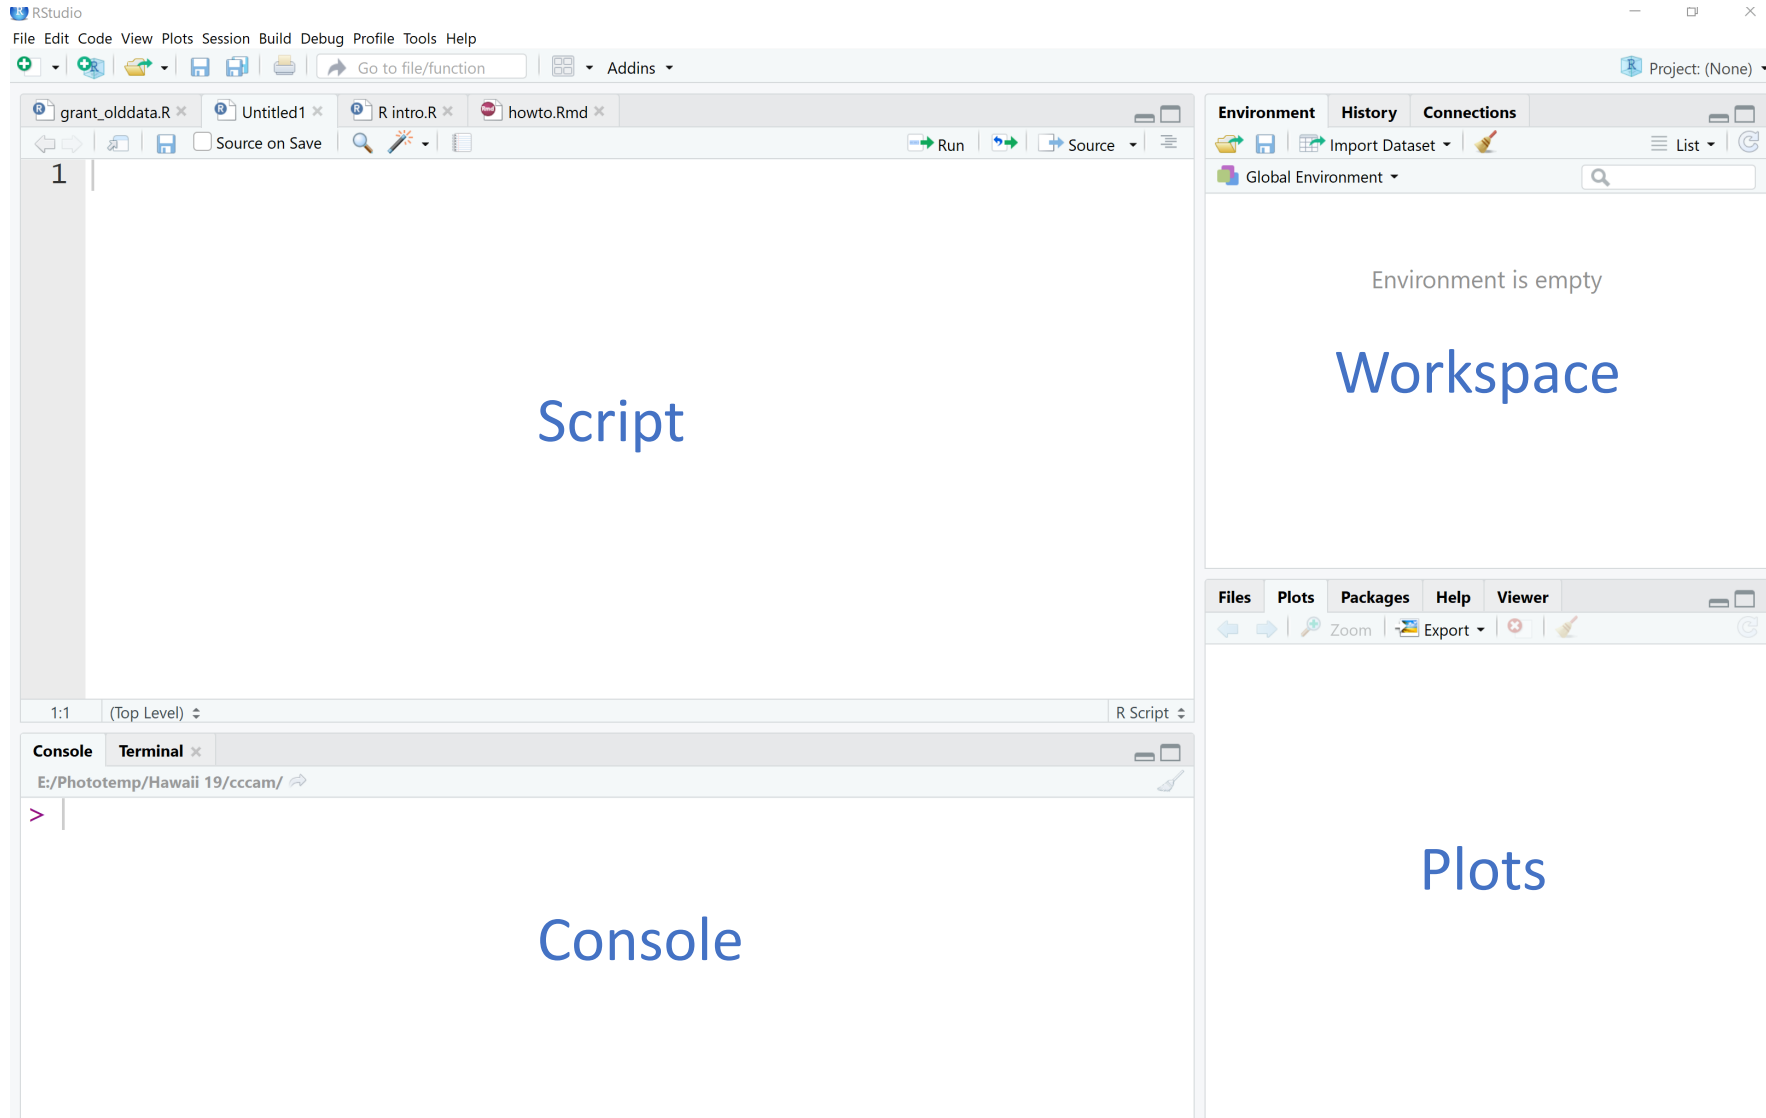 RStudio
File Edit Code View Plots Session Build Debug Profile Tools Help
Go to file/function Addins Project: (None)
grant_olddata.R Untitled1 R intro.R howto.Rmd
Source on Save Run Source
1
Script
1:1 (Top Level) R Script
Console Terminal
E:/Phototemp/Hawaii 19/cccam/
>
Console
Environment History Connections
Import Dataset List
Global Environment
Environment is empty
Workspace
Files Plots Packages Help Viewer
Zoom Export
Plots